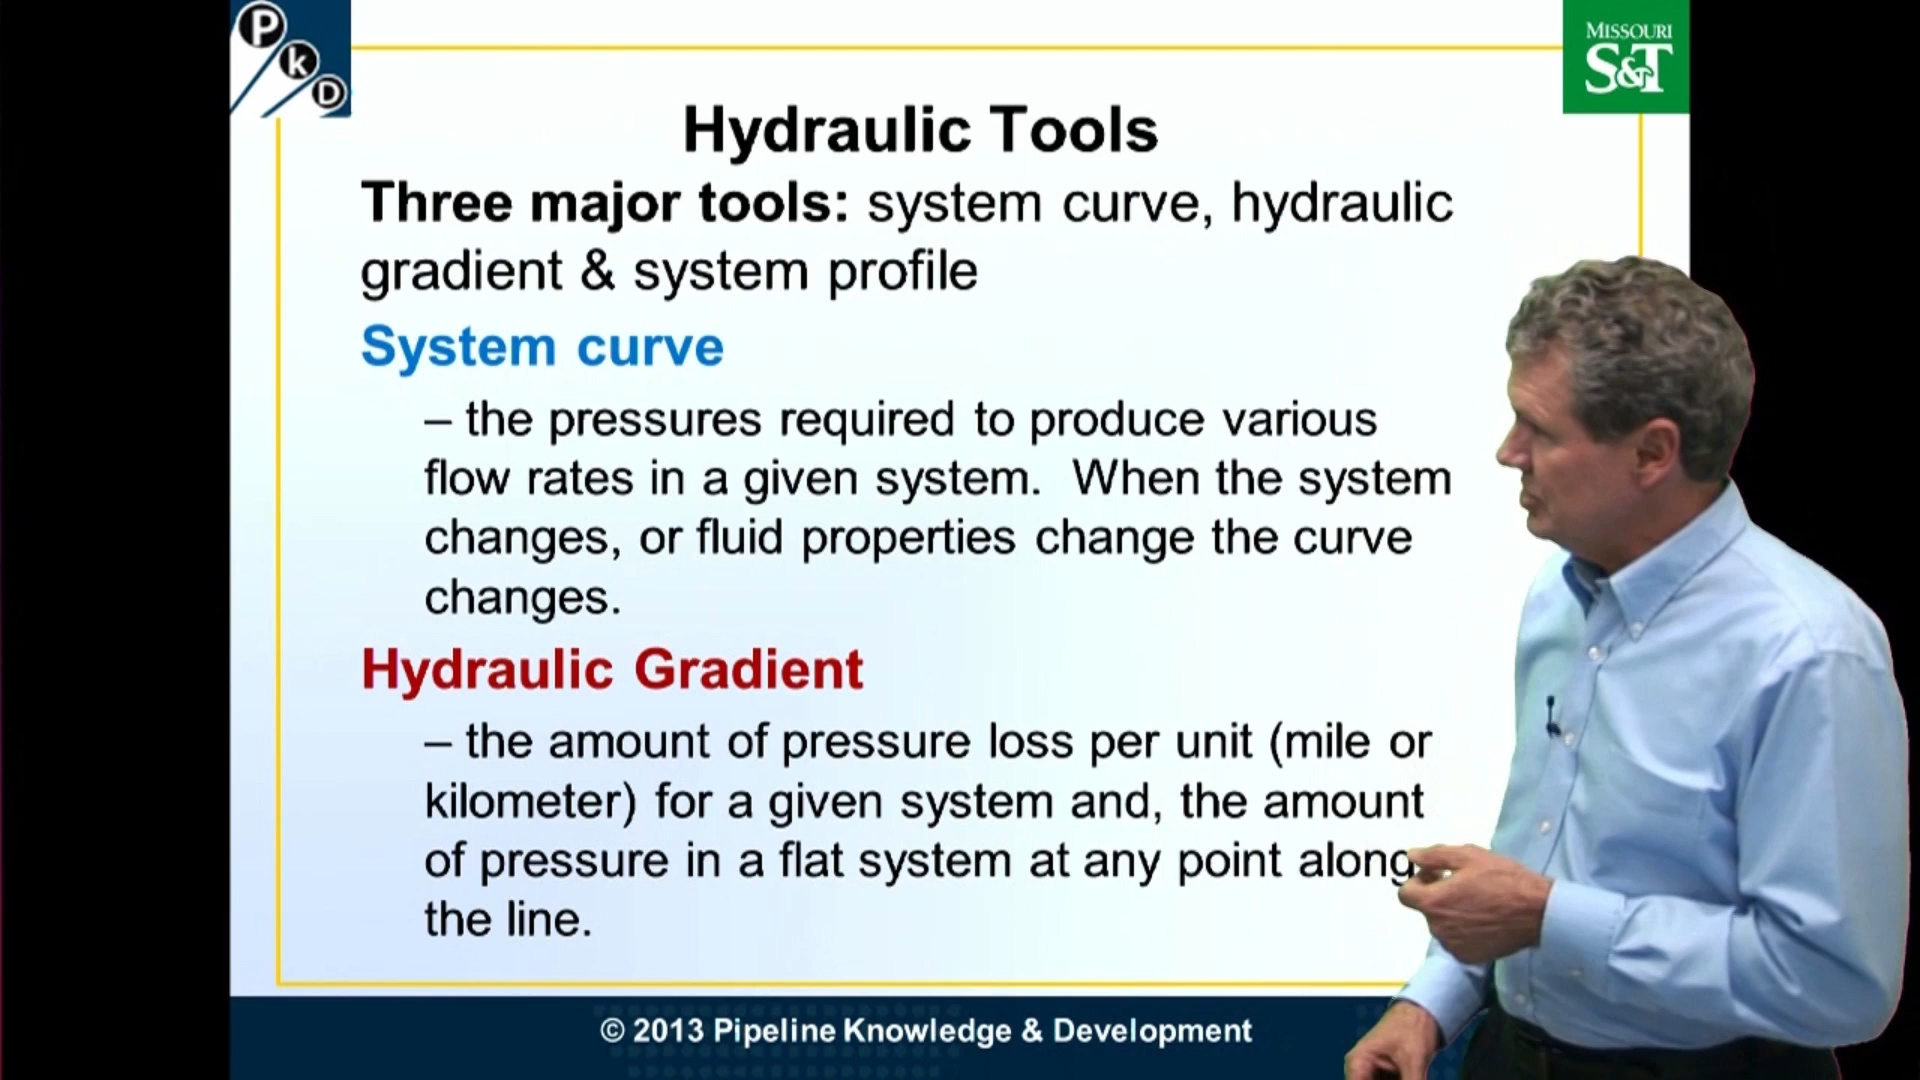 P
k
D
MISSOURI
S&T
Hydraulic Tools
Three major tools: system curve, hydraulic
gradient & system profile
System curve
– the pressures required to produce various
flow rates in a given system. When the system
changes, or fluid properties change the curve
changes.
Hydraulic Gradient
– the amount of pressure loss per unit (mile or
kilometer) for a given system and, the amount
of pressure in a flat system at any point along
the line.
© 2013 Pipeline Knowledge & Development